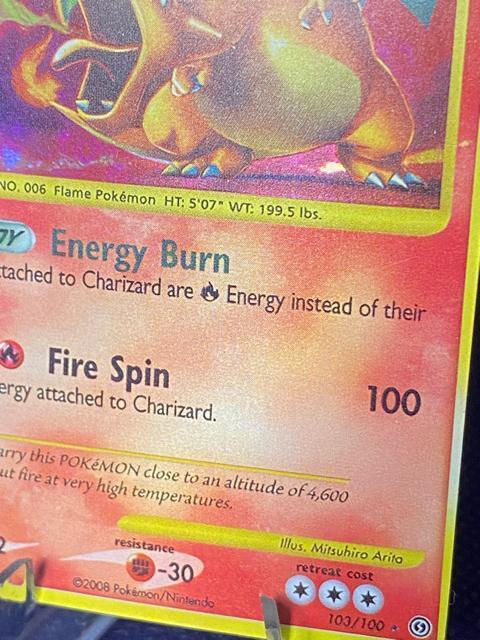 NO. 006 Flame Pokémon HT: 5'07" WT: 199.5 lbs.
Energy Burn
ttached to Charizard are Energy instead of their
Fire Spin 100
ergy attached to Charizard.
arry this POKéMON close to an altitude of 4,600
ut fire at very high temperatures.
resistance
-30
Illus. Mitsuhiro Arita
retreat cost
©2008 Pokémon/Nintendo
103/100